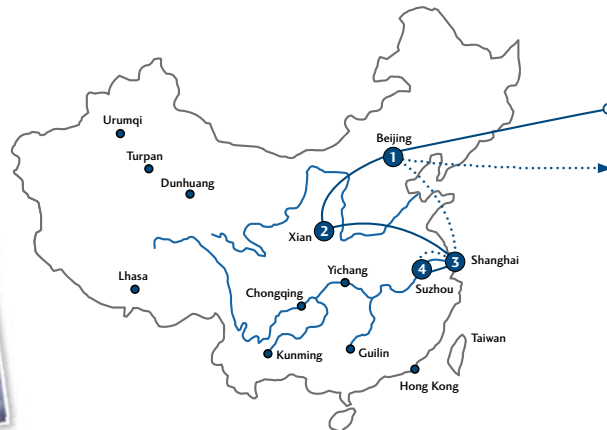 Urumqi
Beijing
1
Turpan
Dunhuang
2
Xian
3
Shanghai
4
Suzhou
Lhasa
Yichang
Chongqing
Taiwan
Kunming
Guilin
Hong Kong